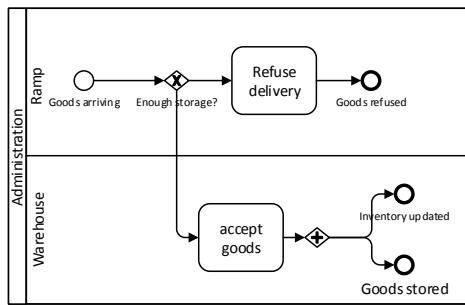 Administration
Ramp
Goods arriving
Enough storage?
Refuse
delivery
Goods refused
Warehouse
accept
goods
Inventory updated
Goods stored